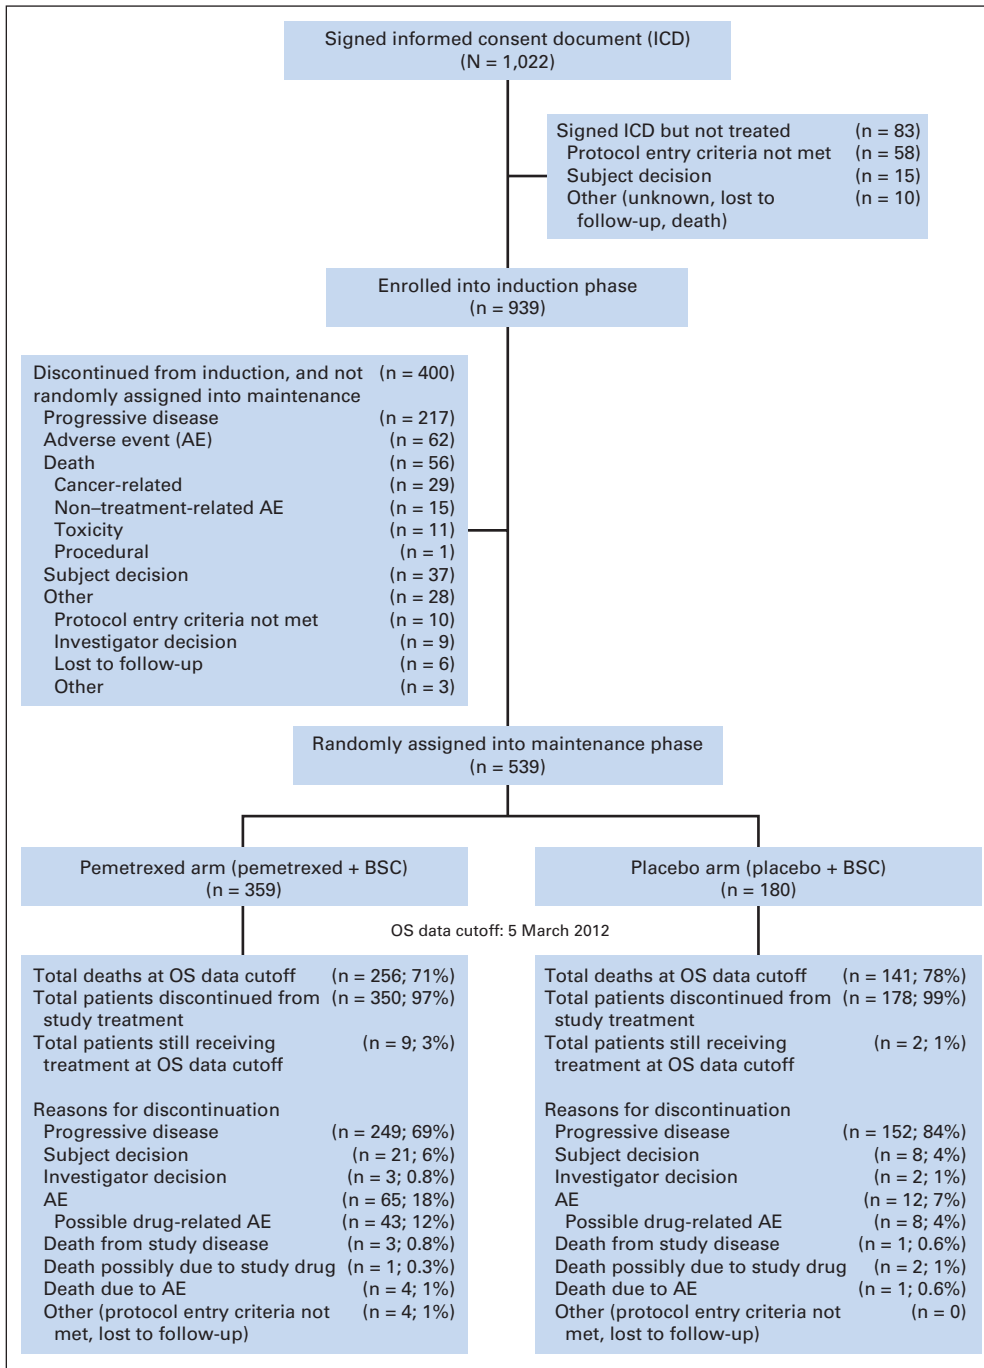 Signed informed consent document (ICD)
(N = 1,022)
Signed ICD but not treated (n = 83)
Protocol entry criteria not met (n = 58)
Subject decision (n = 15)
Other (unknown, lost to (n = 10)
follow-up, death)
Enrolled into induction phase
(n = 939)
Discontinued from induction, and not (n = 400)
randomly assigned into maintenance
Progressive disease (n = 217)
Adverse event (AE) (n = 62)
Death (n = 56)
Cancer-related (n = 29)
Non–treatment-related AE (n = 15)
Toxicity (n = 11)
Procedural (n = 1)
Subject decision (n = 37)
Other (n = 28)
Protocol entry criteria not met (n = 10)
Investigator decision (n = 9)
Lost to follow-up (n = 6)
Other (n = 3)
Randomly assigned into maintenance phase
(n = 539)
Pemetrexed arm (pemetrexed + BSC)
(n = 359)
Placebo arm (placebo + BSC)
(n = 180)
OS data cutoff: 5 March 2012
Total deaths at OS data cutoff (n = 256; 71%)
Total patients discontinued from (n = 350; 97%)
study treatment
Total patients still receiving (n = 9; 3%)
treatment at OS data cutoff
Reasons for discontinuation
Progressive disease (n = 249; 69%)
Subject decision (n = 21; 6%)
Investigator decision (n = 3; 0.8%)
AE (n = 65; 18%)
Possible drug-related AE (n = 43; 12%)
Death from study disease (n = 3; 0.8%)
Death possibly due to study drug (n = 1; 0.3%)
Death due to AE (n = 4; 1%)
Other (protocol entry criteria not (n = 4; 1%)
met, lost to follow-up)
Total deaths at OS data cutoff (n = 141; 78%)
Total patients discontinued from (n = 178; 99%)
study treatment
Total patients still receiving (n = 2; 1%)
treatment at OS data cutoff
Reasons for discontinuation
Progressive disease (n = 152; 84%)
Subject decision (n = 8; 4%)
Investigator decision (n = 2; 1%)
AE (n = 12; 7%)
Possible drug-related AE (n = 8; 4%)
Death from study disease (n = 1; 0.6%)
Death possibly due to study drug (n = 2; 1%)
Death due to AE (n = 1; 0.6%)
Other (protocol entry criteria not (n = 0)
met, lost to follow-up)